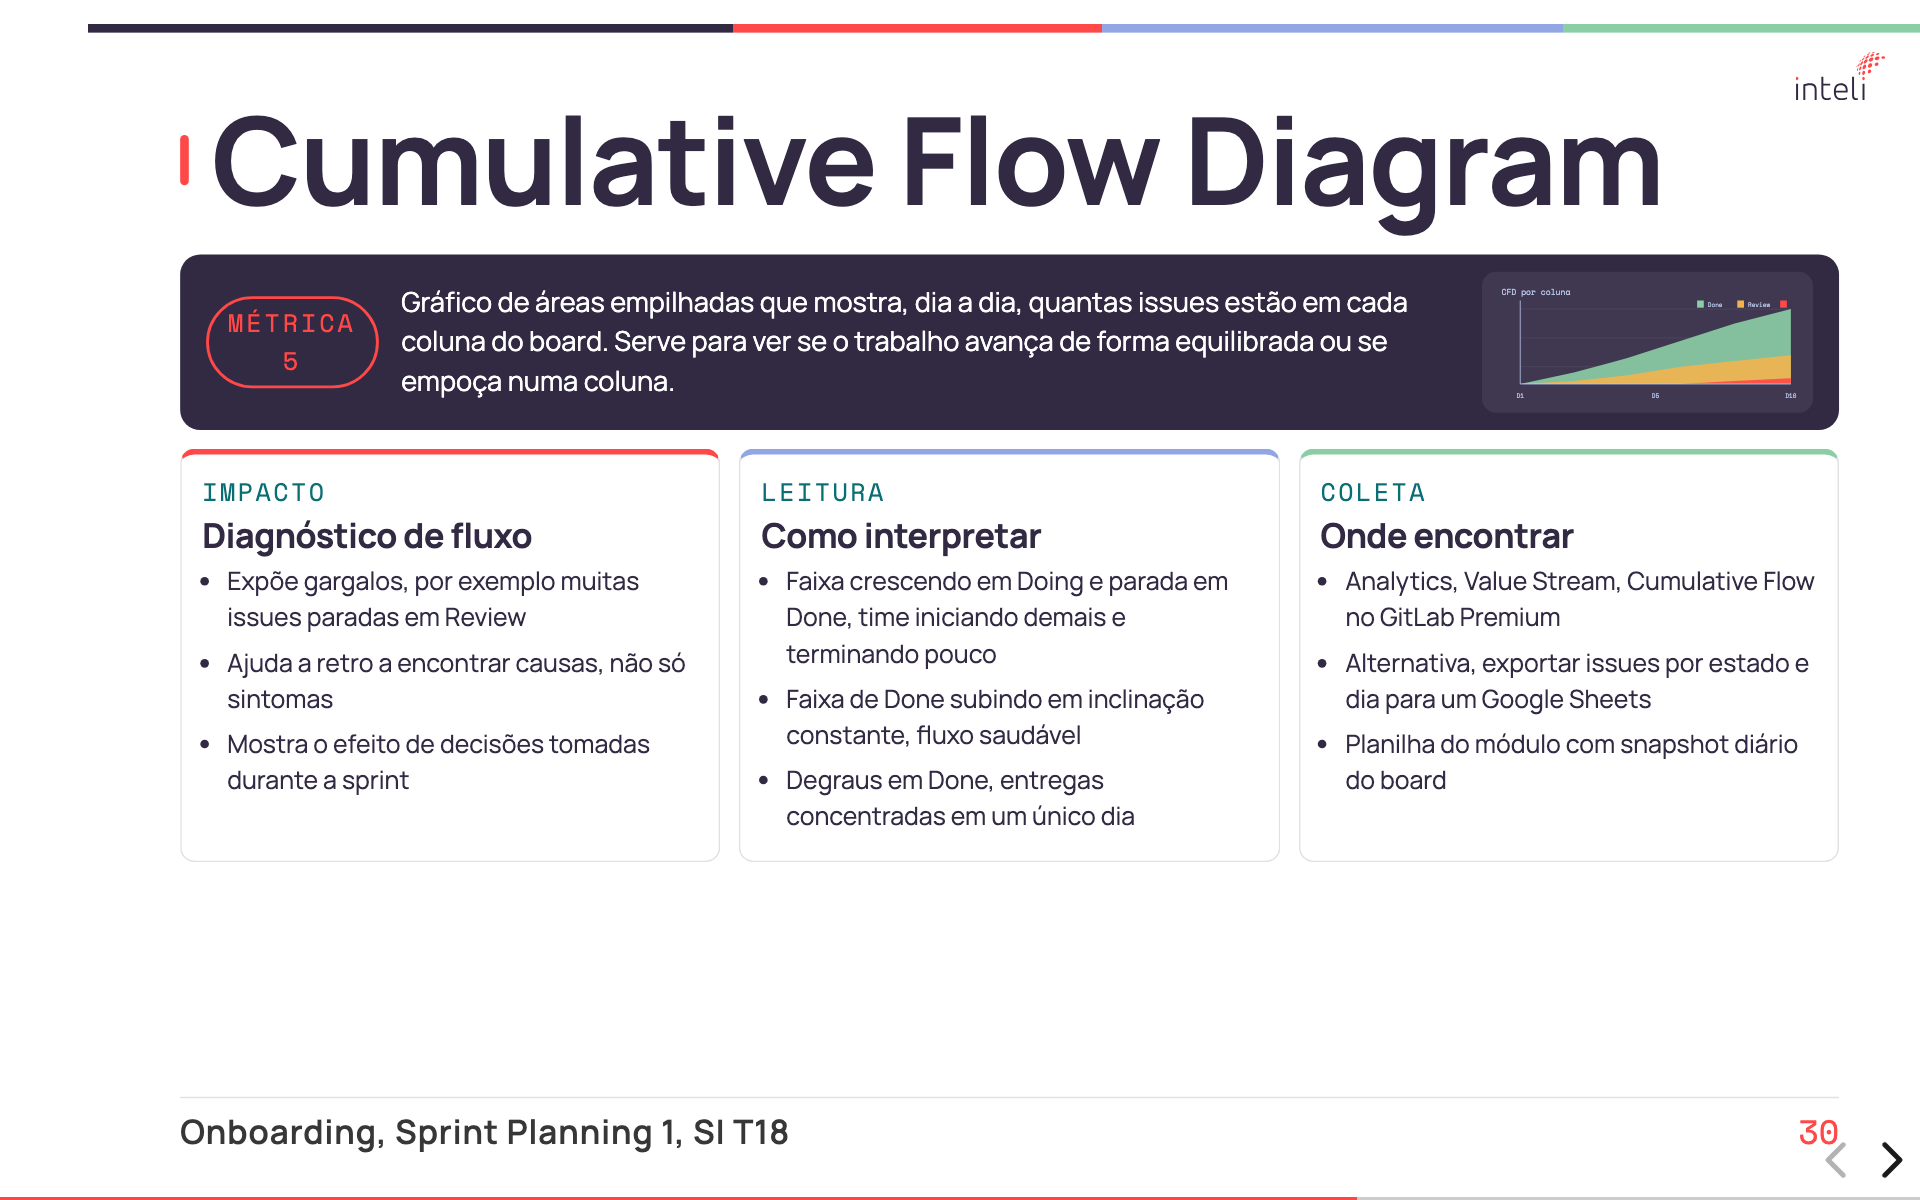 inteli
Cumulative Flow Diagram
MÉTRICA
5
Gráfico de áreas empilhadas que mostra, dia a dia, quantas issues estão em cada
coluna do board. Serve para ver se o trabalho avança de forma equilibrada ou se
empoça numa coluna.
CFD por coluna
Done
Review
D1
D5
D10
IMPACTO
Diagnóstico de fluxo
• Expõe gargalos, por exemplo muitas
issues paradas em Review
• Ajuda a retro a encontrar causas, não só
sintomas
• Mostra o efeito de decisões tomadas
durante a sprint
LEITURA
Como interpretar
• Faixa crescendo em Doing e parada em
Done, time iniciando demais e
terminando pouco
• Faixa de Done subindo em inclinação
constante, fluxo saudável
• Degraus em Done, entregas
concentradas em um único dia
COLETA
Onde encontrar
• Analytics, Value Stream, Cumulative Flow
no GitLab Premium
• Alternativa, exportar issues por estado e
dia para um Google Sheets
• Planilha do módulo com snapshot diário
do board
Onboarding, Sprint Planning 1, SI T18
30